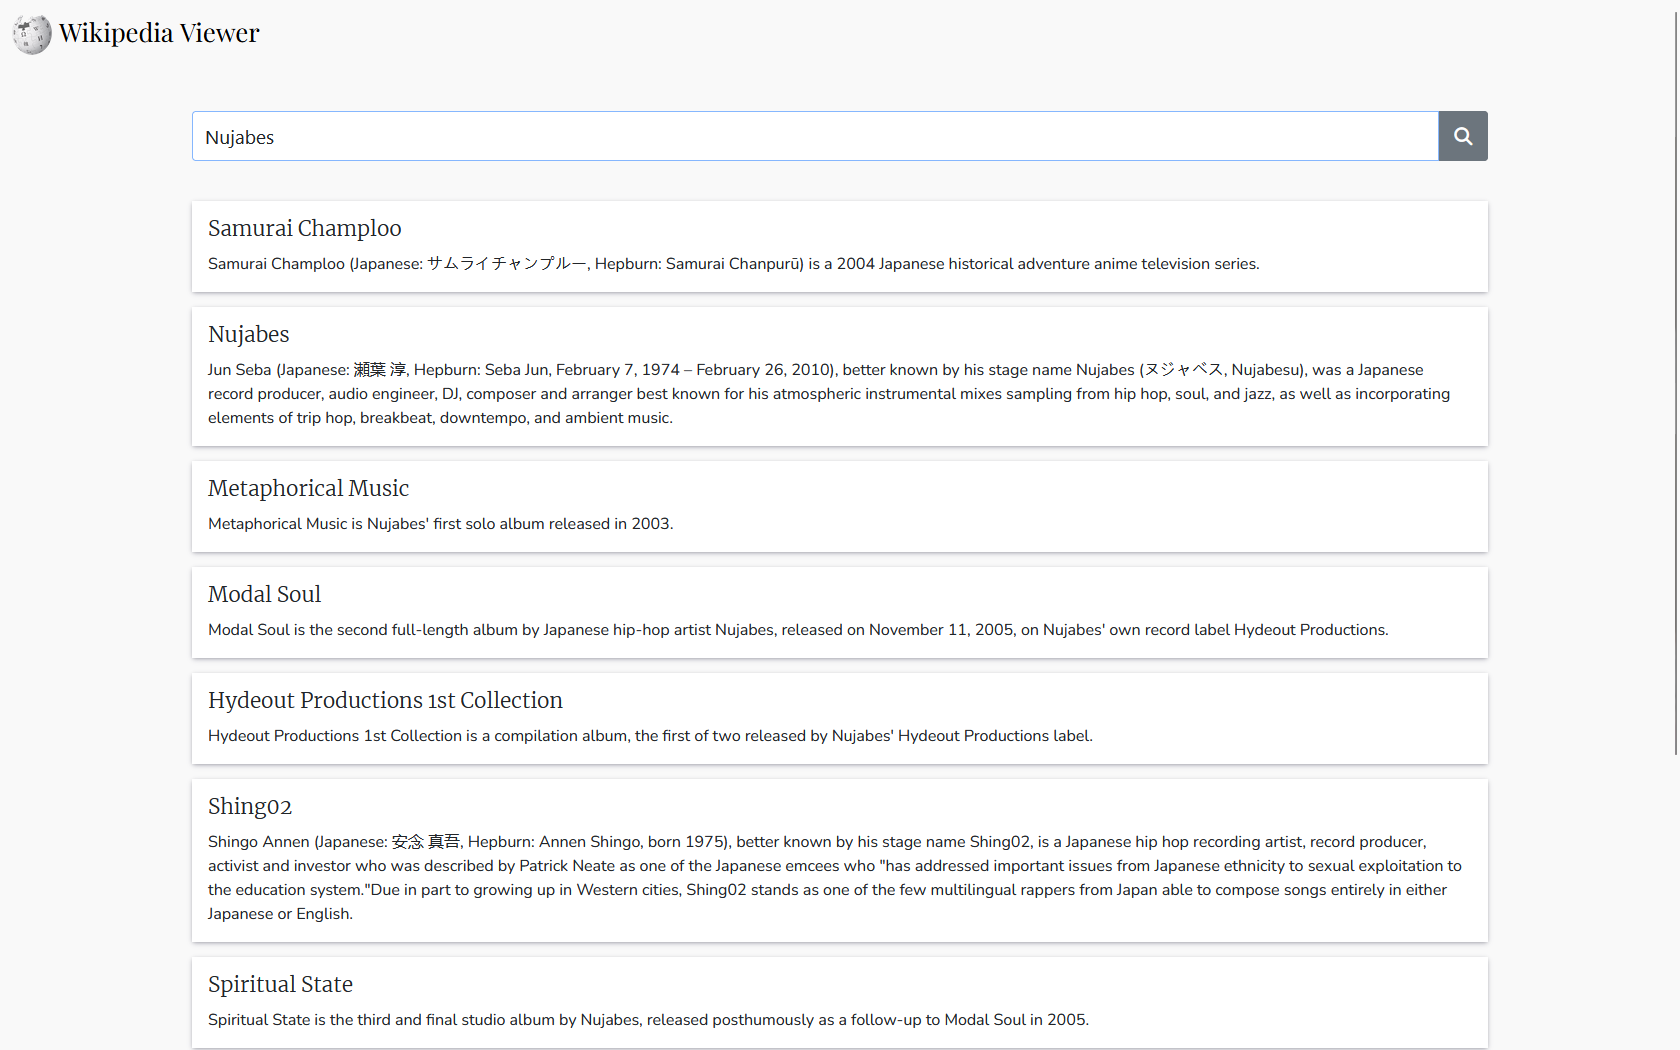 Wikipedia Viewer
Nujabes
Samurai Champloo
Samurai Champloo (Japanese: サムライチャンプルー, Hepburn: Samurai Chanpurū) is a 2004 Japanese historical adventure anime television series.
Nujabes
Jun Seba (Japanese: 瀬葉 淳, Hepburn: Seba Jun, February 7, 1974 – February 26, 2010), better known by his stage name Nujabes (ヌジャベス, Nujabesu), was a Japanese
record producer, audio engineer, DJ, composer and arranger best known for his atmospheric instrumental mixes sampling from hip hop, soul, and jazz, as well as incorporating
elements of trip hop, breakbeat, downtempo, and ambient music.
Metaphorical Music
Metaphorical Music is Nujabes' first solo album released in 2003.
Modal Soul
Modal Soul is the second full-length album by Japanese hip-hop artist Nujabes, released on November 11, 2005, on Nujabes' own record label Hydeout Productions.
Hydeout Productions 1st Collection
Hydeout Productions 1st Collection is a compilation album, the first of two released by Nujabes' Hydeout Productions label.
Shing02
Shingo Annen (Japanese: 安念 真吾, Hepburn: Annen Shingo, born 1975), better known by his stage name Shing02, is a Japanese hip hop recording artist, record producer,
activist and investor who was described by Patrick Neate as one of the Japanese emcees who "has addressed important issues from Japanese ethnicity to sexual exploitation to
the education system."Due in part to growing up in Western cities, Shing02 stands as one of the few multilingual rappers from Japan able to compose songs entirely in either
Japanese or English.
Spiritual State
Spiritual State is the third and final studio album by Nujabes, released posthumously as a follow-up to Modal Soul in 2005.